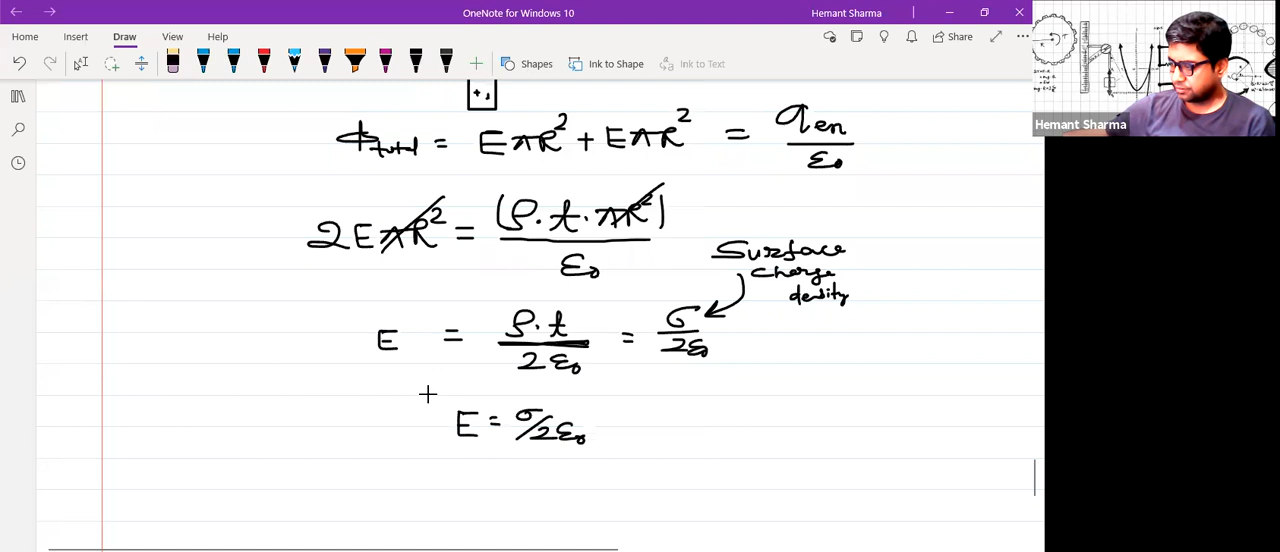 OneNote for Windows 10
Hemant Sharma
Home Insert Draw View Help
Share
Shapes Ink to Shape Ink to Text
Hemant Sharma
+,
Φtotal = EπR² + EπR² = qen/ε₀
2EπR² = (ρ.t.πR²)/ε₀
Surface
charge
density
E = ρ.t/2ε₀ = σ/2ε₀
E = σ/2ε₀